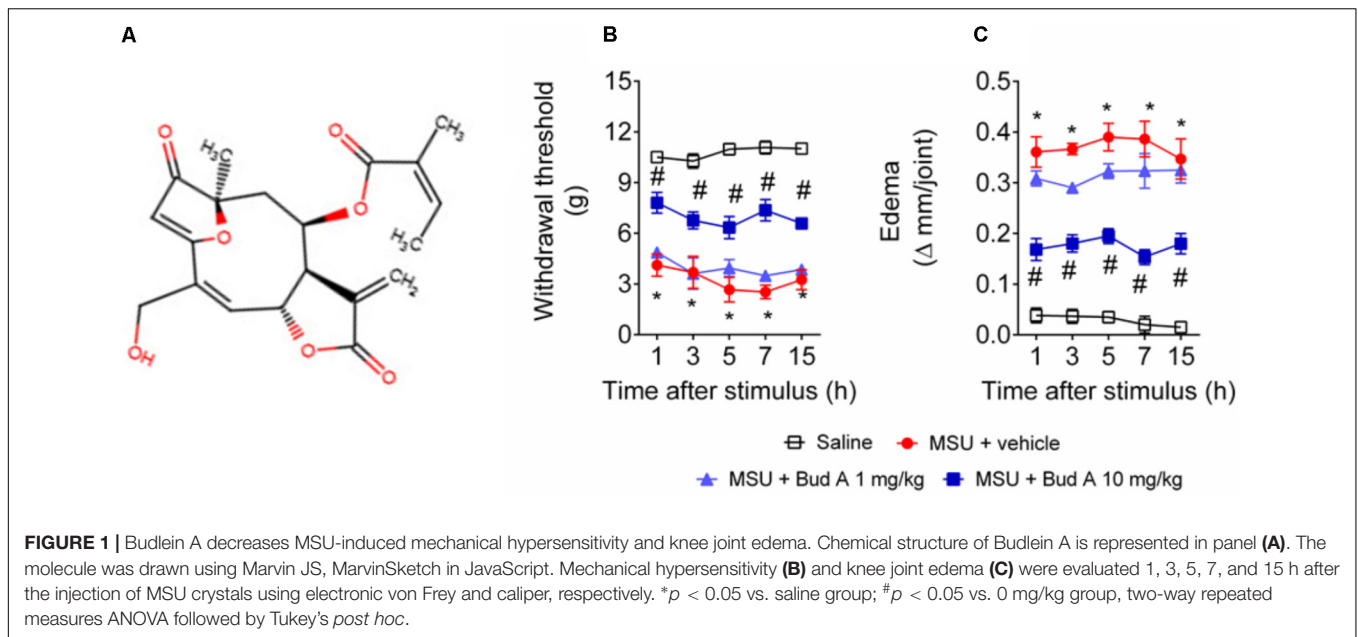 A
B
C
O
H₃C
O
O
CH₃
H₃C
O
CH₂
O
O
OH
Withdrawal threshold
(g)
15
12
9
6
3
0
# # # # #
* * * * *
1 3 5 7 15
Time after stimulus (h)
Edema
(Δ mm/joint)
0.5
0.4
0.3
0.2
0.1
0.0
* * * * *
# # # # #
1 3 5 7 15
Time after stimulus (h)
Saline MSU + vehicle
MSU + Bud A 1 mg/kg MSU + Bud A 10 mg/kg
FIGURE 1 | Budlein A decreases MSU-induced mechanical hypersensitivity and knee joint edema. Chemical structure of Budlein A is represented in panel (A). The
molecule was drawn using Marvin JS, MarvinSketch in JavaScript. Mechanical hypersensitivity (B) and knee joint edema (C) were evaluated 1, 3, 5, 7, and 15 h after
the injection of MSU crystals using electronic von Frey and caliper, respectively. *p < 0.05 vs. saline group; #p < 0.05 vs. 0 mg/kg group, two-way repeated
measures ANOVA followed by Tukey's post hoc.